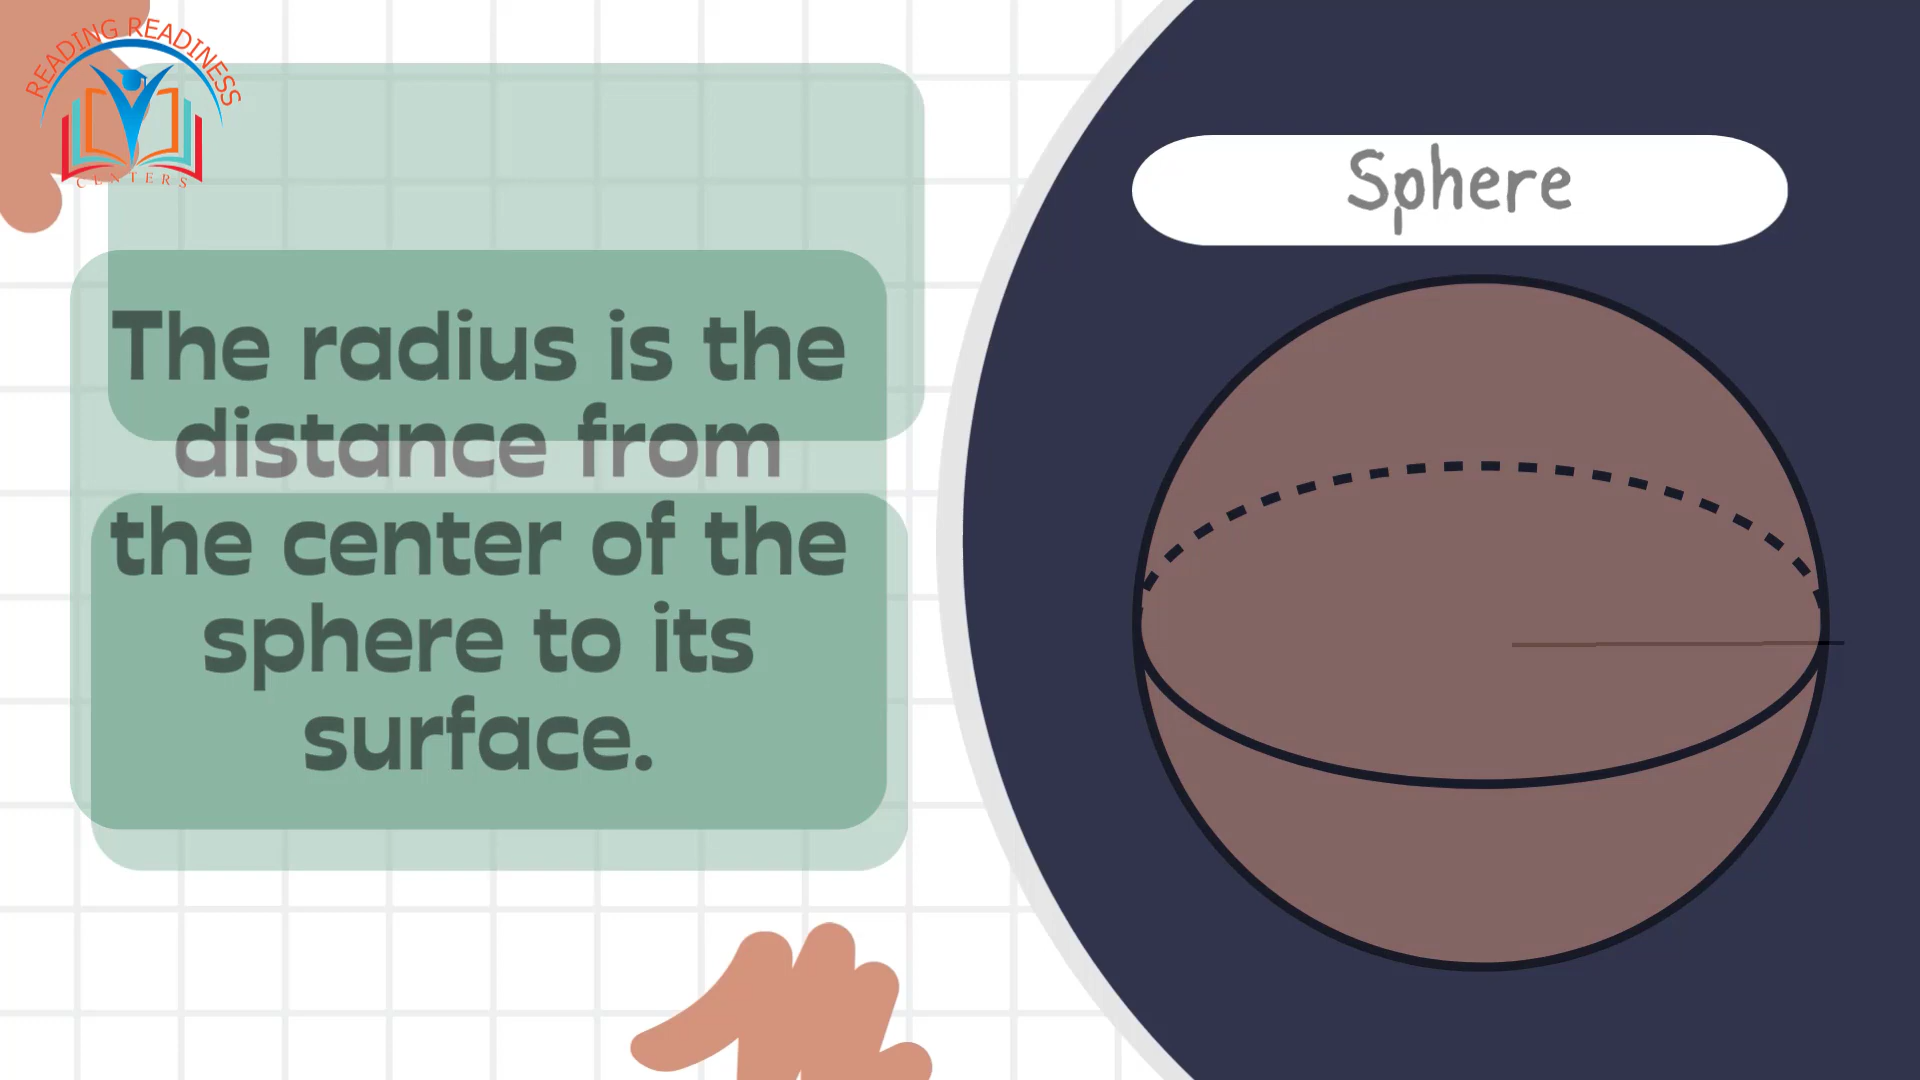 READING READINESS
CENTERS
The radius is the
distance from
the center of the
sphere to its
surface.
Sphere